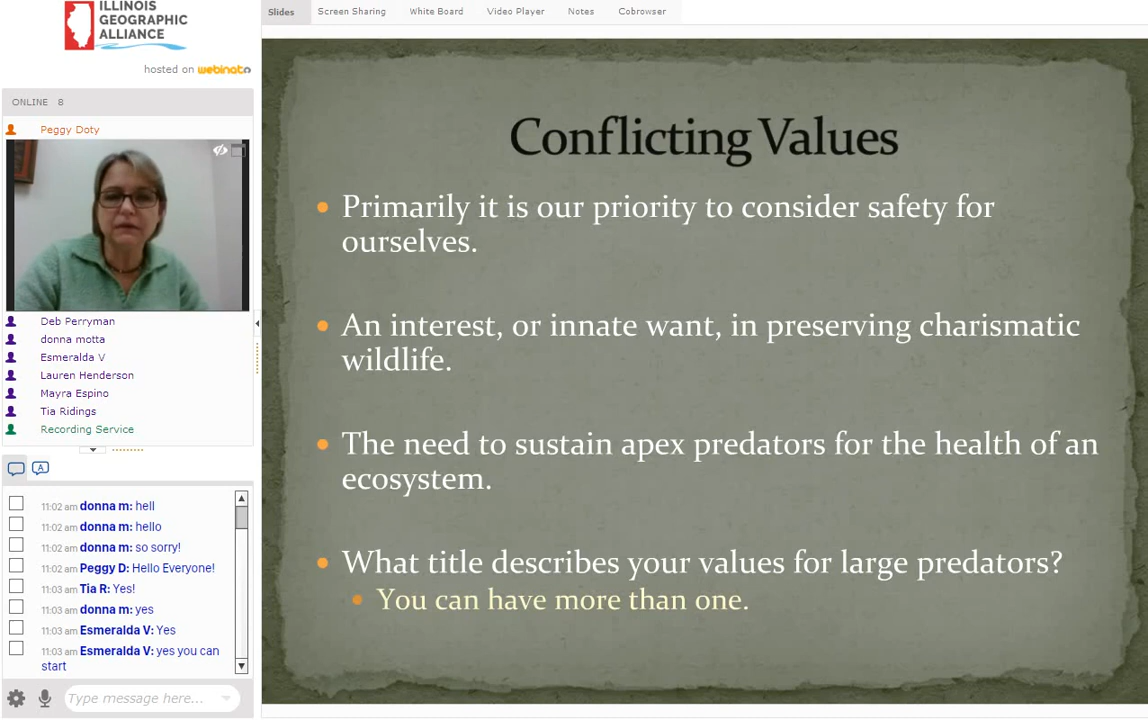 ILLINOIS
GEOGRAPHIC
ALLIANCE
hosted on webinato
ONLINE 8
Peggy Doty
Deb Perryman
donna motta
Esmeralda V
Lauren Henderson
Mayra Espino
Tia Ridings
Recording Service
A
11:02 am donna m: hell
11:02 am donna m: hello
11:02 am donna m: so sorry!
11:02 am Peggy D: Hello Everyone!
11:03 am Tia R: Yes!
11:03 am donna m: yes
11:03 am Esmeralda V: Yes
11:03 am Esmeralda V: yes you can
start
Type message here...
Slides Screen Sharing White Board Video Player Notes Cobrowser
Conflicting Values
• Primarily it is our priority to consider safety for
ourselves.
• An interest, or innate want, in preserving charismatic
wildlife.
• The need to sustain apex predators for the health of an
ecosystem.
• What title describes your values for large predators?
• You can have more than one.